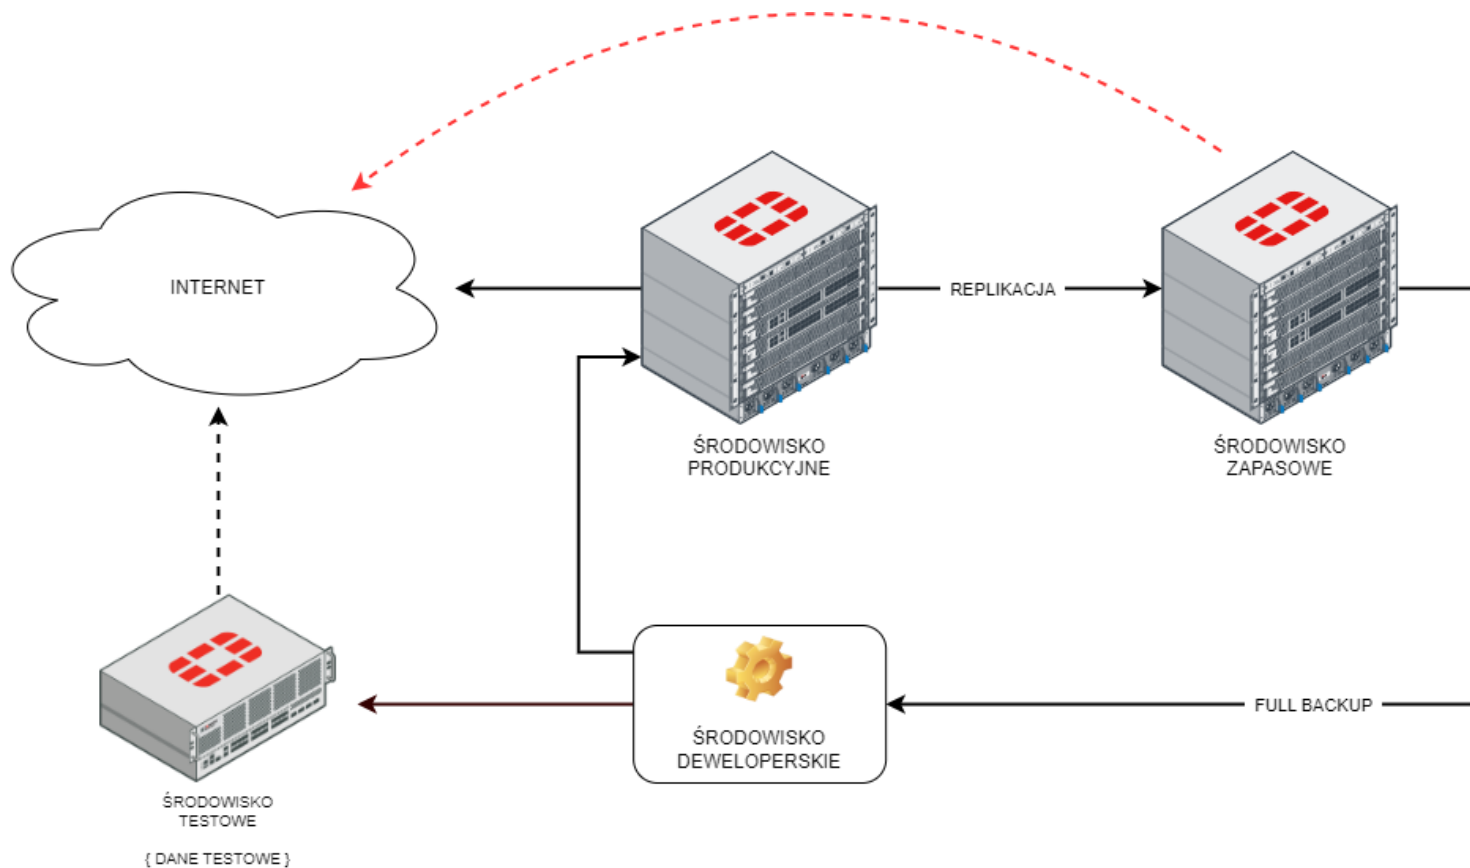 INTERNET
REPLIKACJA
ŚRODOWISKO
PRODUKCYJNE
ŚRODOWISKO
ZAPASOWE
ŚRODOWISKO
DEWELOPERSKIE
FULL BACKUP
ŚRODOWISKO
TESTOWE
{ DANE TESTOWE }